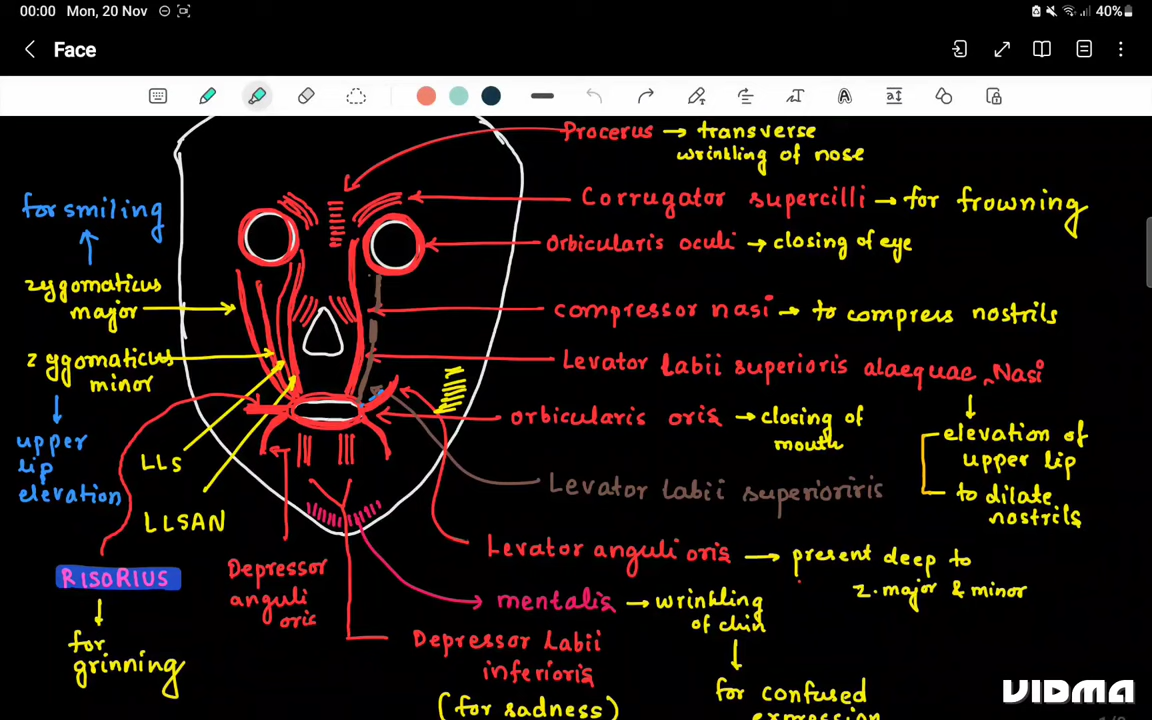 00:00 Mon, 20 Nov
40%
Face
Procerus → transverse
wrinkling of nose
for smiling
Corrugator supercilli → for frowning
Orbicularis oculi → closing of eye
zygomaticus
major
compressor nasi → to compress nostrils
zygomaticus
minor
Levator labii superioris alaequae Nasi
orbicularis oris → closing of
mouth
elevation of
upper lip
to dilate
nostrils
upper
lip
elevation
LLS
LLSAN
Levator Labii superioriris
Levator anguli oris → present deep to
z. major & minor
RISORIUS
Depressor
anguli
oris
mentalis → wrinkling
of chin
for
grinning
Depressor Labii
inferioris
(for sadness)
for confused
expression
VIDMA